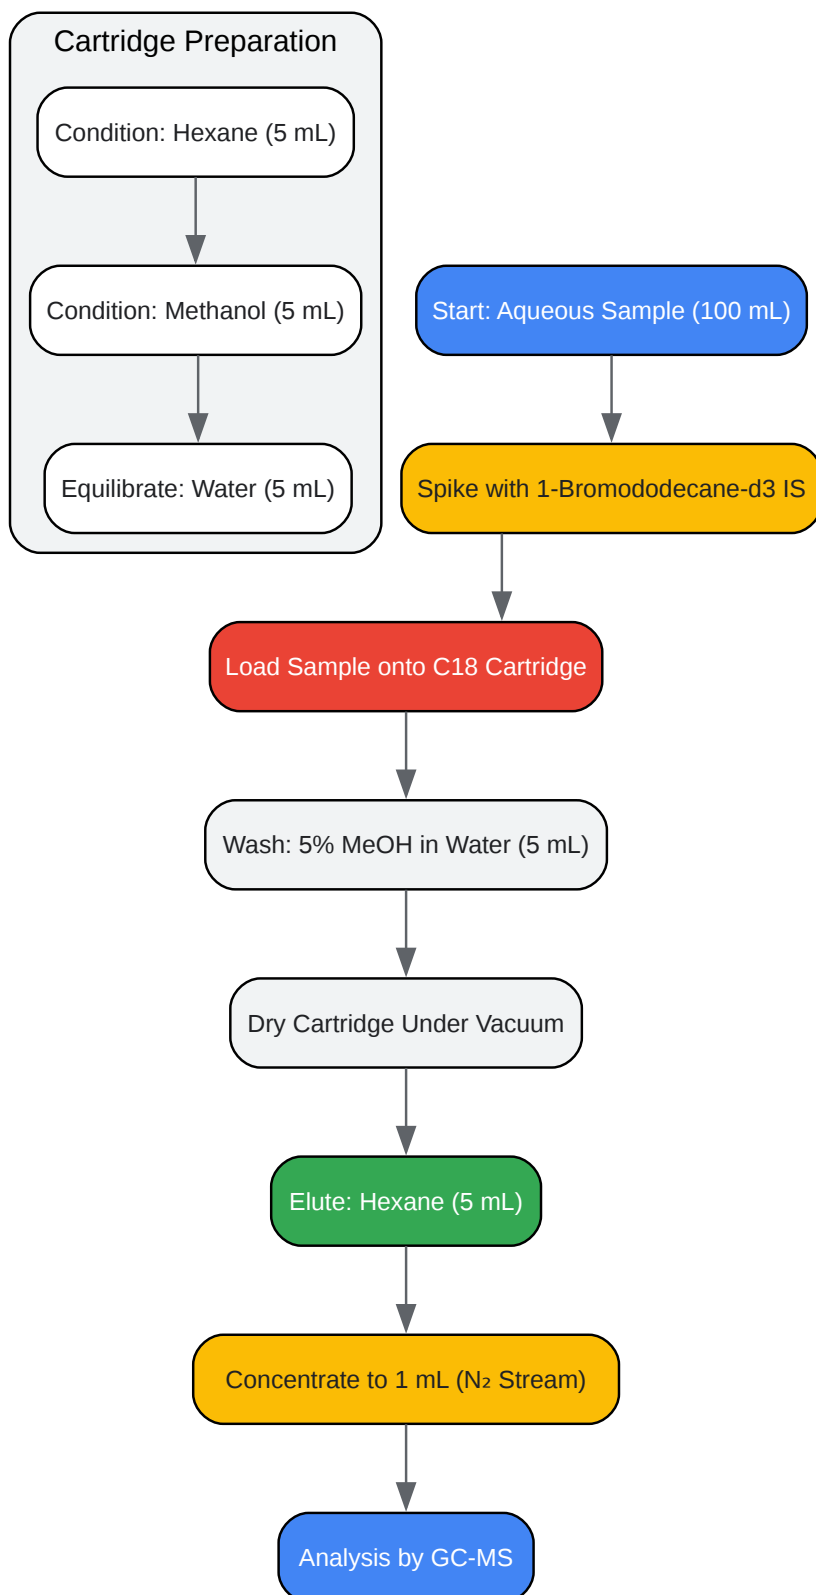 Cartridge Preparation
Condition: Hexane (5 mL)
Condition: Methanol (5 mL)
Start: Aqueous Sample (100 mL)
Equilibrate: Water (5 mL)
Spike with 1-Bromododecane-d3 IS
Load Sample onto C18 Cartridge
Wash: 5% MeOH in Water (5 mL)
Dry Cartridge Under Vacuum
Elute: Hexane (5 mL)
Concentrate to 1 mL (N₂ Stream)
Analysis by GC-MS